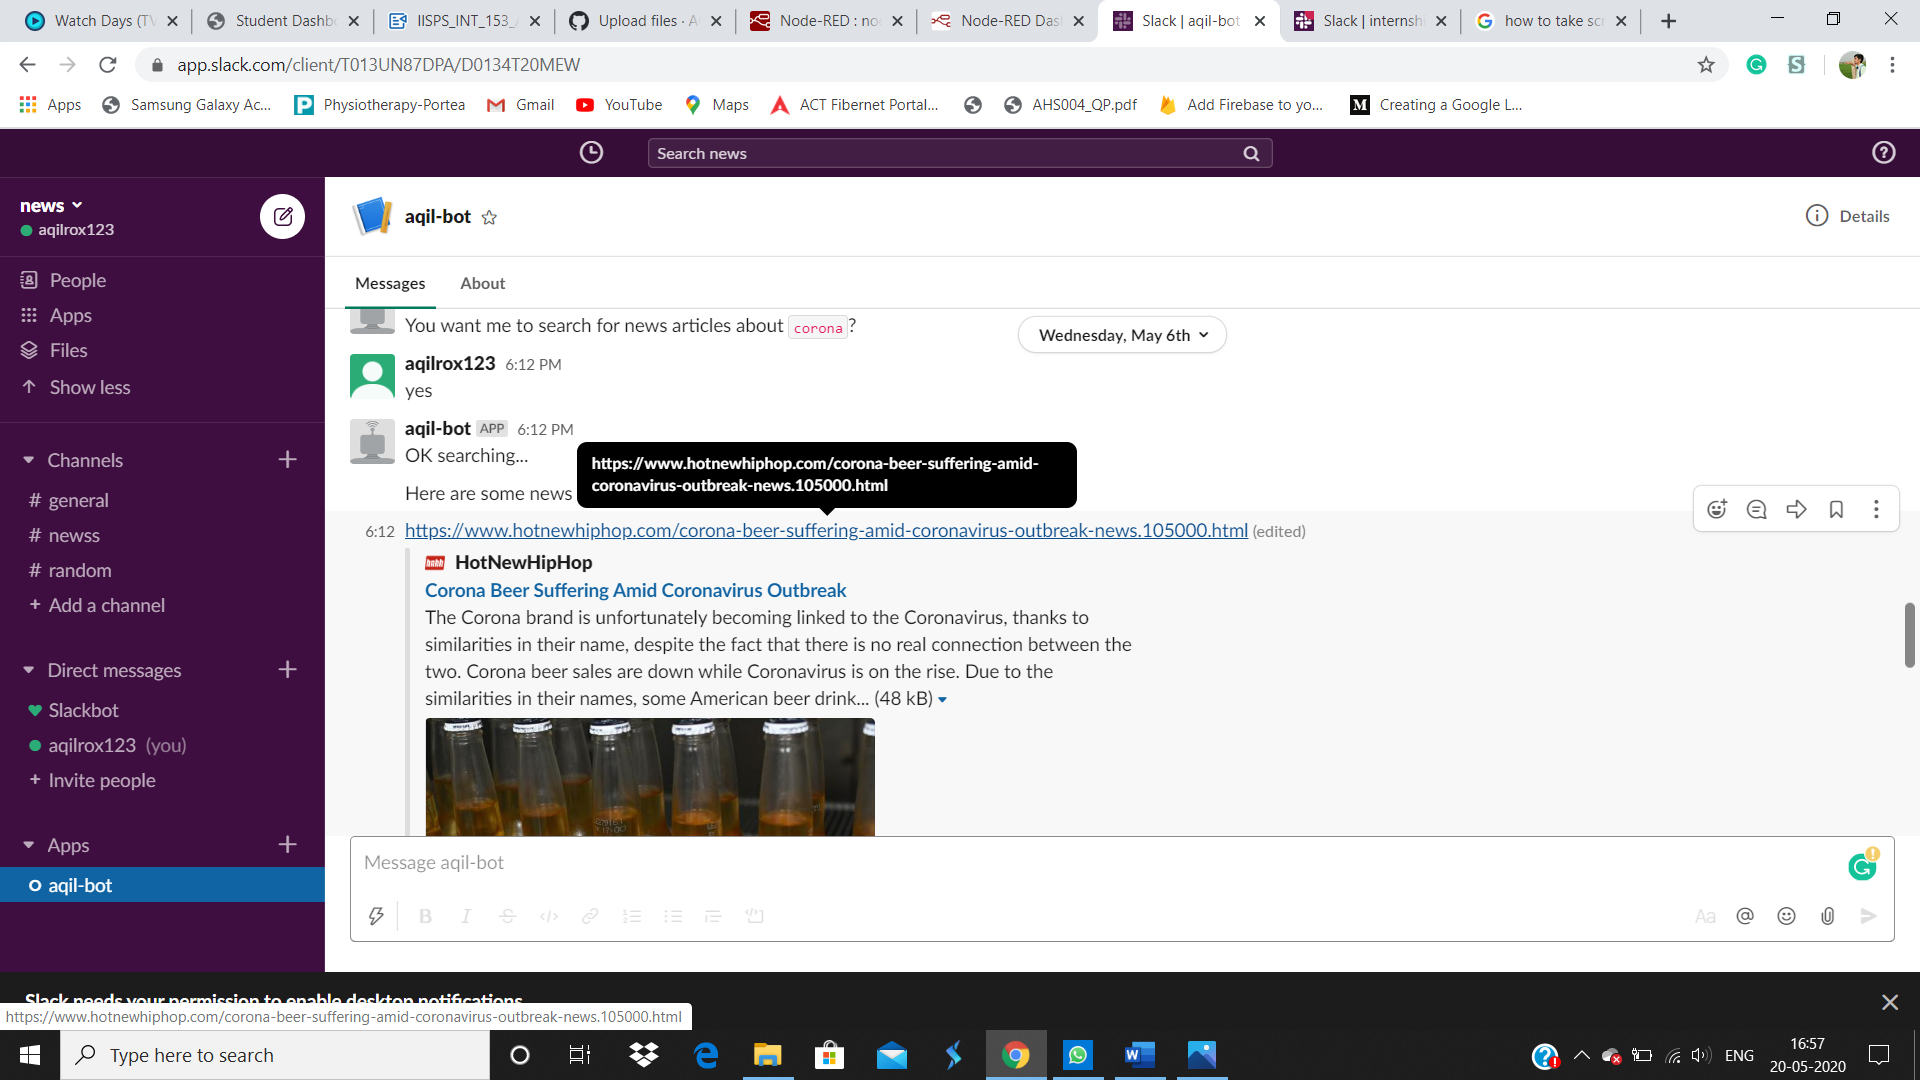 Watch Days (TV
Student Dashbo
IISPS_INT_153_
Upload files · A
Node-RED : no
Node-RED Das
Slack | aqil-bot
Slack | internsh
how to take scr
app.slack.com/client/T013UN87DPA/D0134T20MEW
Apps
Samsung Galaxy Ac...
Physiotherapy-Portea
Gmail
YouTube
Maps
ACT Fibernet Portal...
AHS004_QP.pdf
Add Firebase to yo...
Creating a Google L...
Search news
news
aqilrox123
People
Apps
Files
Show less
Channels
# general
# newss
# random
+ Add a channel
Direct messages
Slackbot
aqilrox123 (you)
+ Invite people
Apps
aqil-bot
aqil-bot
Details
Messages
About
You want me to search for news articles about corona?
Wednesday, May 6th
aqilrox123 6:12 PM
yes
aqil-bot APP 6:12 PM
OK searching...
https://www.hotnewhiphop.com/corona-beer-suffering-amid-
coronavirus-outbreak-news.105000.html
Here are some news
6:12 https://www.hotnewhiphop.com/corona-beer-suffering-amid-coronavirus-outbreak-news.105000.html (edited)
HotNewHipHop
Corona Beer Suffering Amid Coronavirus Outbreak
The Corona brand is unfortunately becoming linked to the Coronavirus, thanks to
similarities in their name, despite the fact that there is no real connection between the
two. Corona beer sales are down while Coronavirus is on the rise. Due to the
similarities in their names, some American beer drink... (48 kB)
Message aqil-bot
Aa
Slack needs your permission to enable desktop notifications
https://www.hotnewhiphop.com/corona-beer-suffering-amid-coronavirus-outbreak-news.105000.html
Type here to search
ENG
16:57
20-05-2020